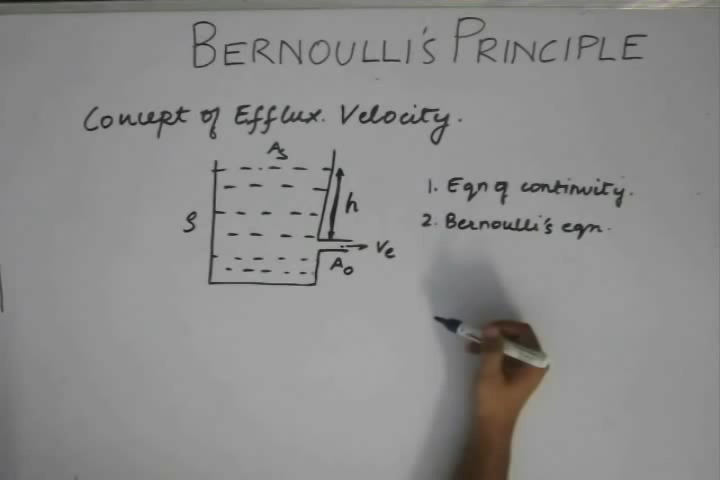 BERNOULLI'S PRINCIPLE
Concept of Efflux. Velocity.
As
h
ρ
Ve
Ao
1. Eqn of continuity.
2. Bernoulli's eqn.